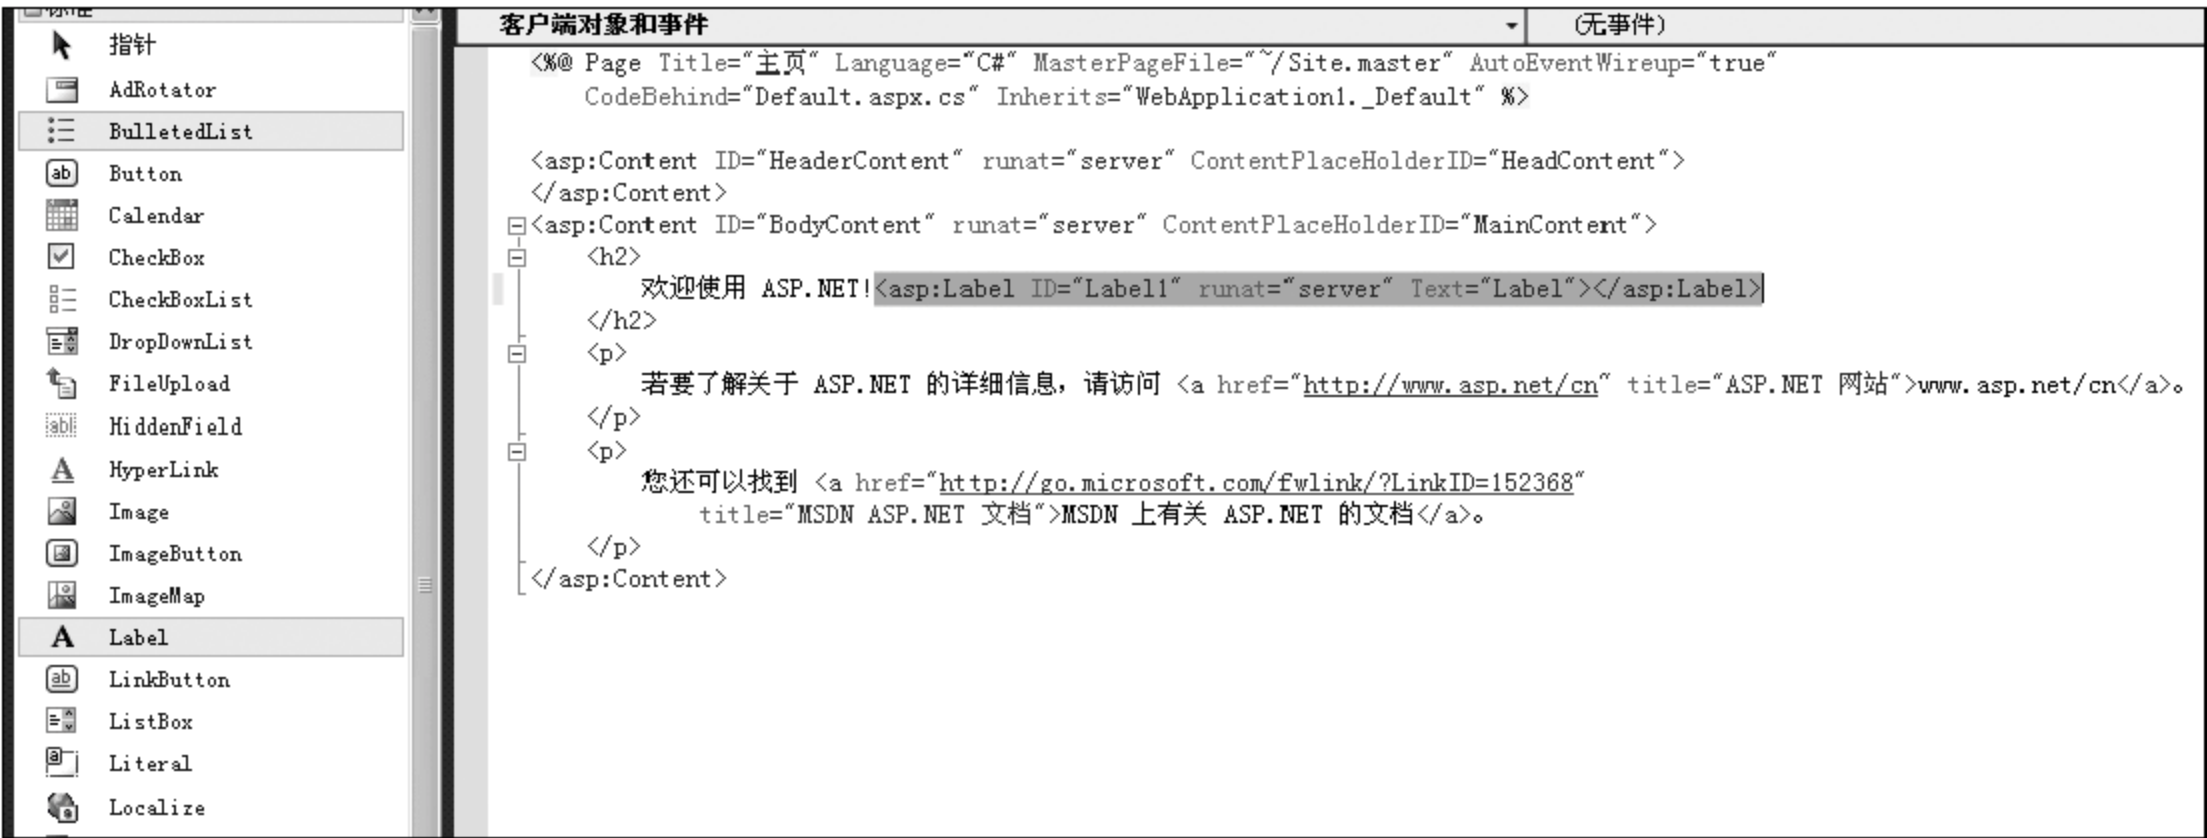 标准
指针
AdRotator
BulletedList
Button
Calendar
CheckBox
CheckBoxList
DropDownList
FileUpload
HiddenField
HyperLink
Image
ImageButton
ImageMap
Label
LinkButton
ListBox
Literal
Localize
客户端对象和事件 (无事件)
<%@ Page Title="主页" Language="C#" MasterPageFile="~/Site.master" AutoEventWireup="true"
CodeBehind="Default.aspx.cs" Inherits="WebApplication1._Default" %>
<asp:Content ID="HeaderContent" runat="server" ContentPlaceHolderID="HeadContent">
</asp:Content>
<asp:Content ID="BodyContent" runat="server" ContentPlaceHolderID="MainContent">
<h2>
欢迎使用 ASP.NET!<asp:Label ID="Label1" runat="server" Text="Label"></asp:Label>
</h2>
<p>
若要了解关于 ASP.NET 的详细信息，请访问 <a href="http://www.asp.net/cn" title="ASP.NET 网站">www.asp.net/cn</a>。
</p>
<p>
您还可以找到 <a href="http://go.microsoft.com/fwlink/?LinkID=152368"
title="MSDN ASP.NET 文档">MSDN 上有关 ASP.NET 的文档</a>。
</p>
</asp:Content>